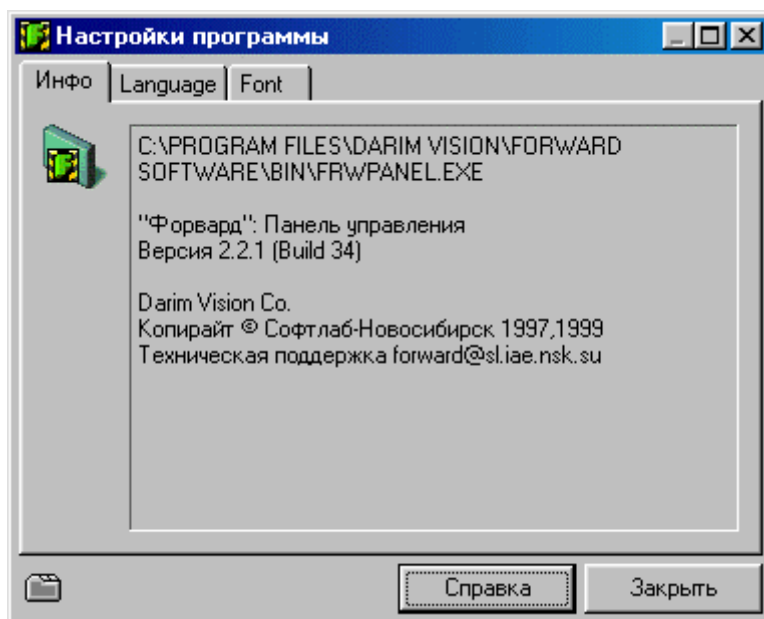 Настройки программы
Инфо Language Font
C:\PROGRAM FILES\DARIM VISION\FORWARD
SOFTWARE\BIN\FRWPANEL.EXE
"Форвард": Панель управления
Версия 2.2.1 (Build 34)
Darim Vision Co.
Копирайт © Софтлаб-Новосибирск 1997,1999
Техническая поддержка forward@sl.iae.nsk.su
Справка Закрыть